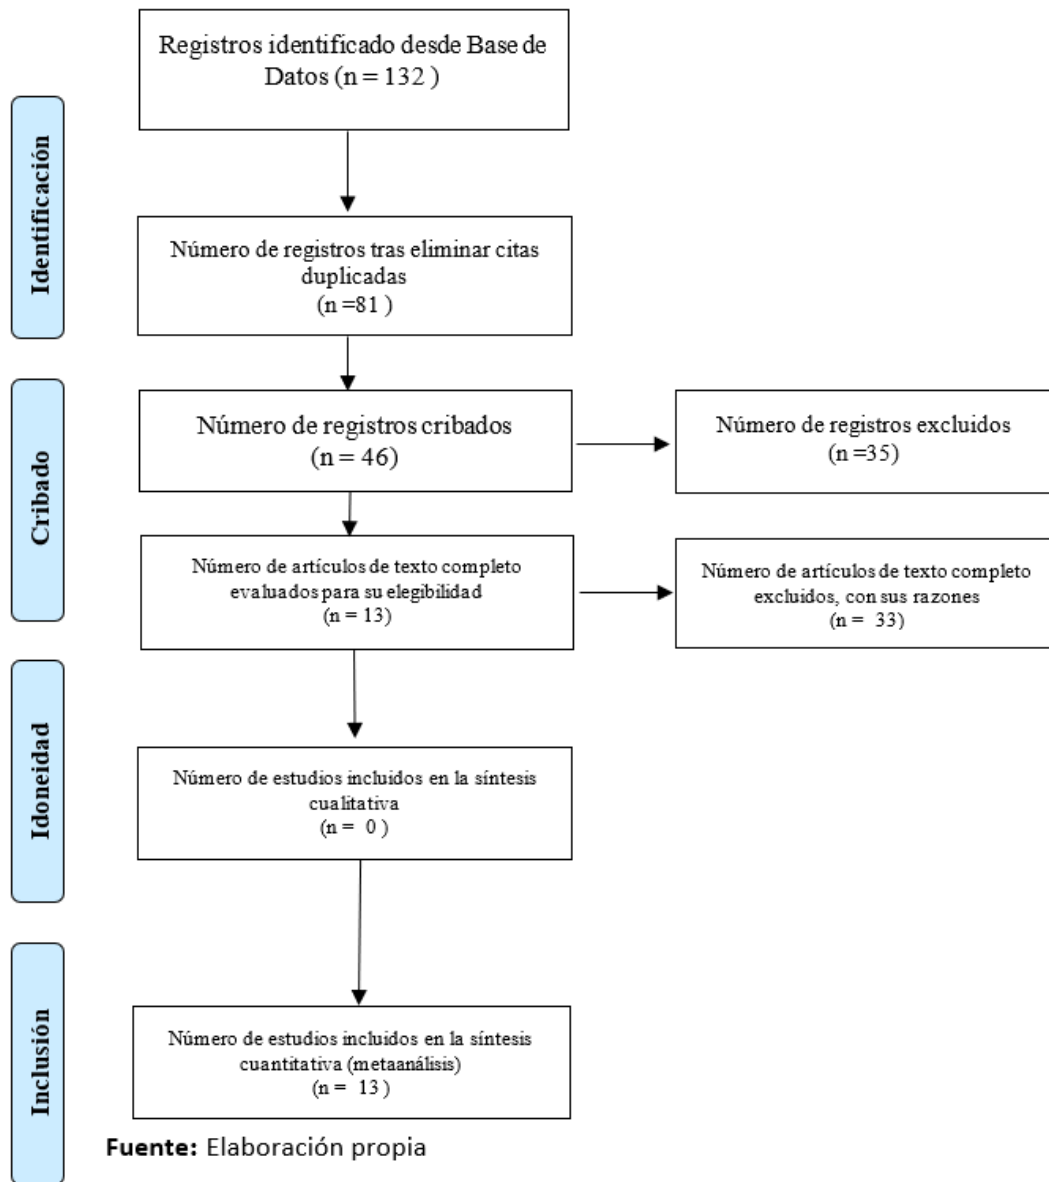 Registros identificado desde Base de
Datos (n = 132 )
Identificación
Número de registros tras eliminar citas
duplicadas
(n =81 )
Cribado
Número de registros cribados
(n = 46)
Número de registros excluidos
(n =35)
Número de artículos de texto completo
evaluados para su elegibilidad
(n = 13)
Número de artículos de texto completo
excluidos, con sus razones
(n = 33)
Idoneidad
Número de estudios incluidos en la síntesis
cualitativa
(n = 0 )
Inclusión
Número de estudios incluidos en la síntesis
cuantitativa (metaanálisis)
(n = 13 )
Fuente: Elaboración propia